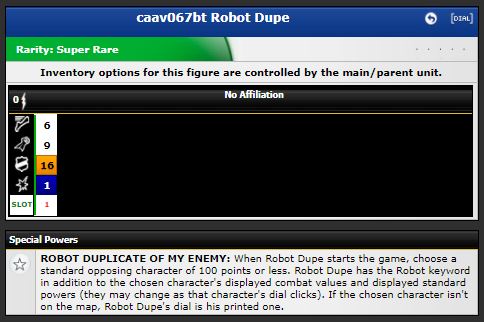 caav067bt Robot Dupe
[DIAL]
Rarity: Super Rare
Inventory options for this figure are controlled by the main/parent unit.
0 No Affiliation
6
9
16
1
SLOT 1
Special Powers
ROBOT DUPLICATE OF MY ENEMY: When Robot Dupe starts the game, choose a
standard opposing character of 100 points or less. Robot Dupe has the Robot keyword
in addition to the chosen character's displayed combat values and displayed standard
powers (they may change as that character's dial clicks). If the chosen character isn't
on the map, Robot Dupe's dial is his printed one.